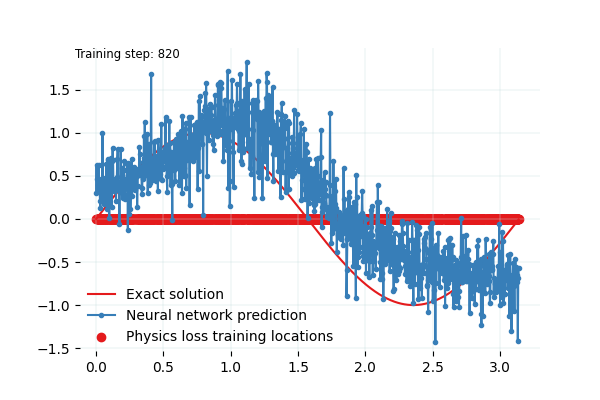 Training step: 820
1.5
1.0
0.5
0.0
−0.5
−1.0
−1.5
Exact solution
Neural network prediction
Physics loss training locations
0.0 0.5 1.0 1.5 2.0 2.5 3.0